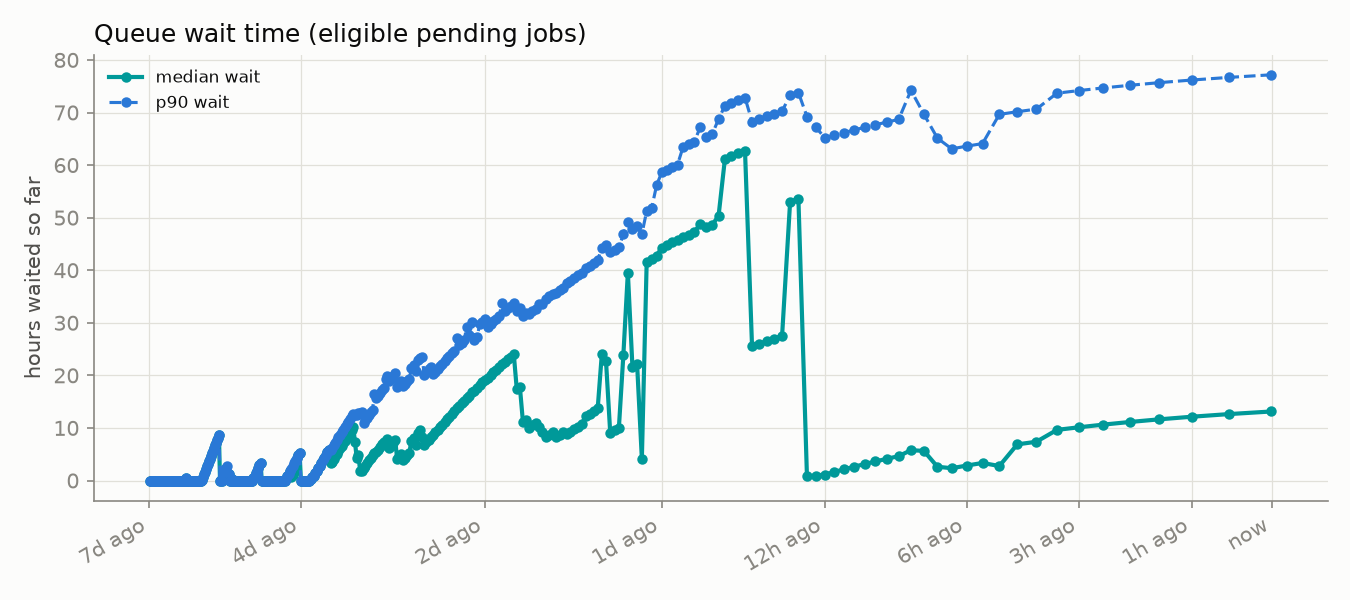 Queue wait time (eligible pending jobs)
median wait
p90 wait
hours waited so far
80
70
60
50
40
30
20
10
0
7d ago
4d ago
2d ago
1d ago
12h ago
6h ago
3h ago
1h ago
now